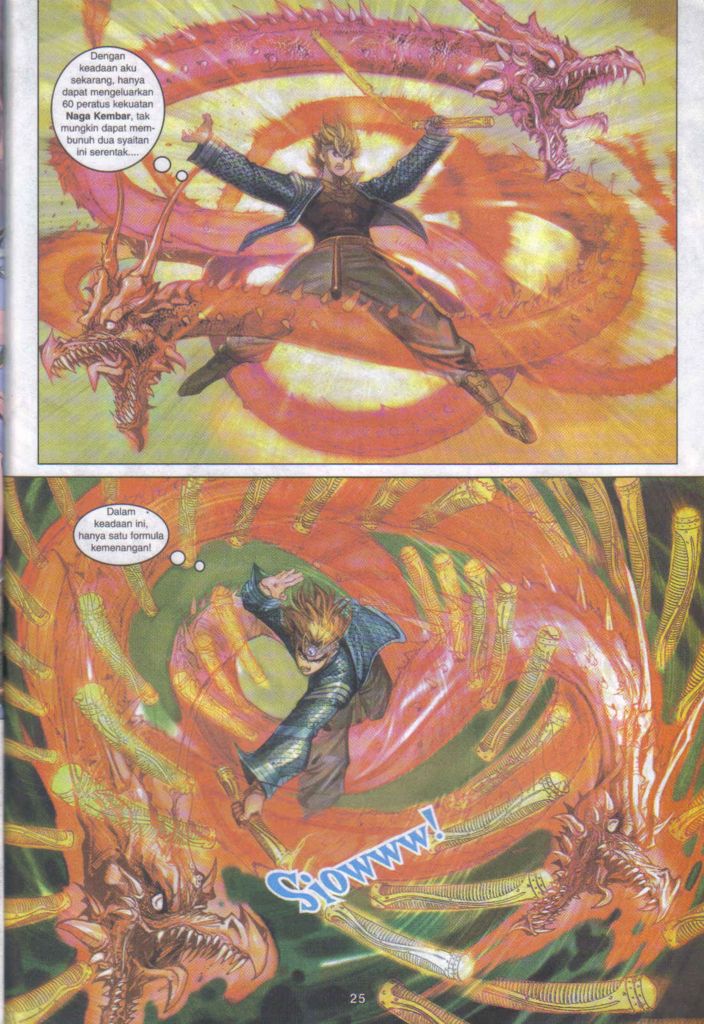 Dengan
keadaan aku
sekarang, hanya
dapat mengeluarkan
60 peratus kekuatan
Naga Kembar, tak
mungkin dapat mem-
bunuh dua syaitan
ini serentak....
Dalam
keadaan ini,
hanya satu formula
kemenangan!
Siowww!
25